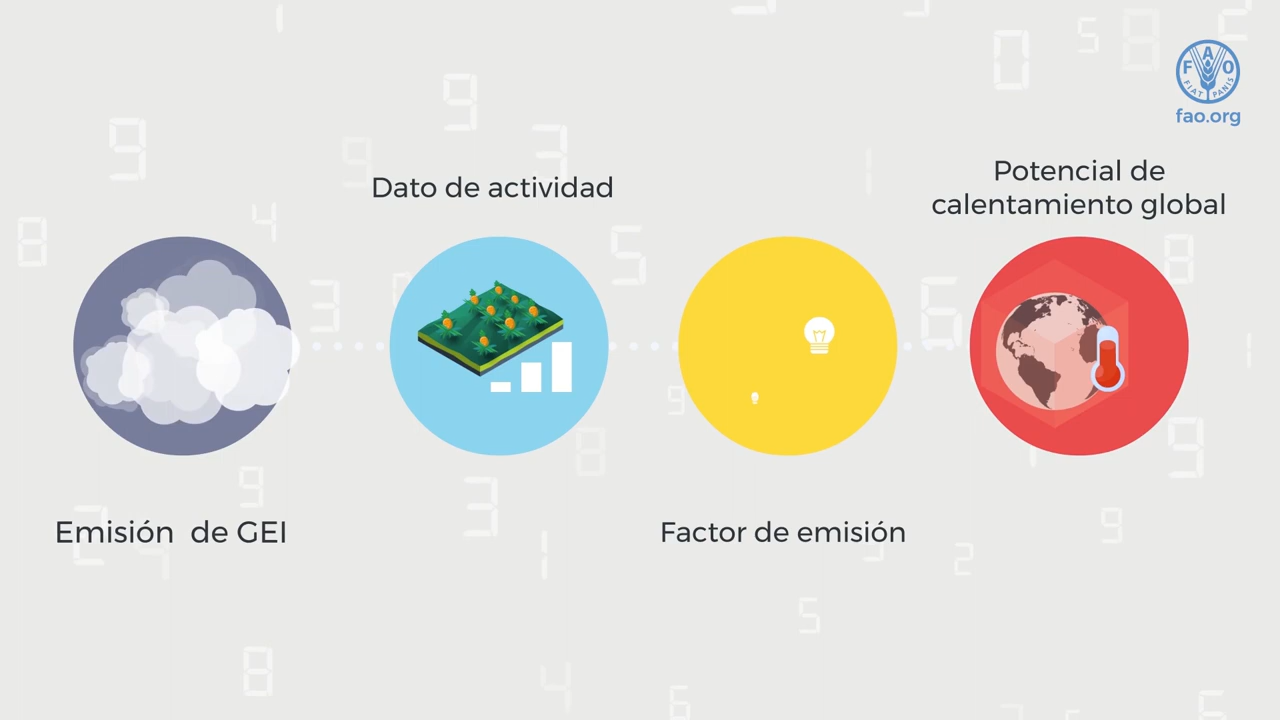 FAO
FIAT PANIS
fao.org
Dato de actividad
Potencial de
calentamiento global
Emisión  de GEI
Factor de emisión